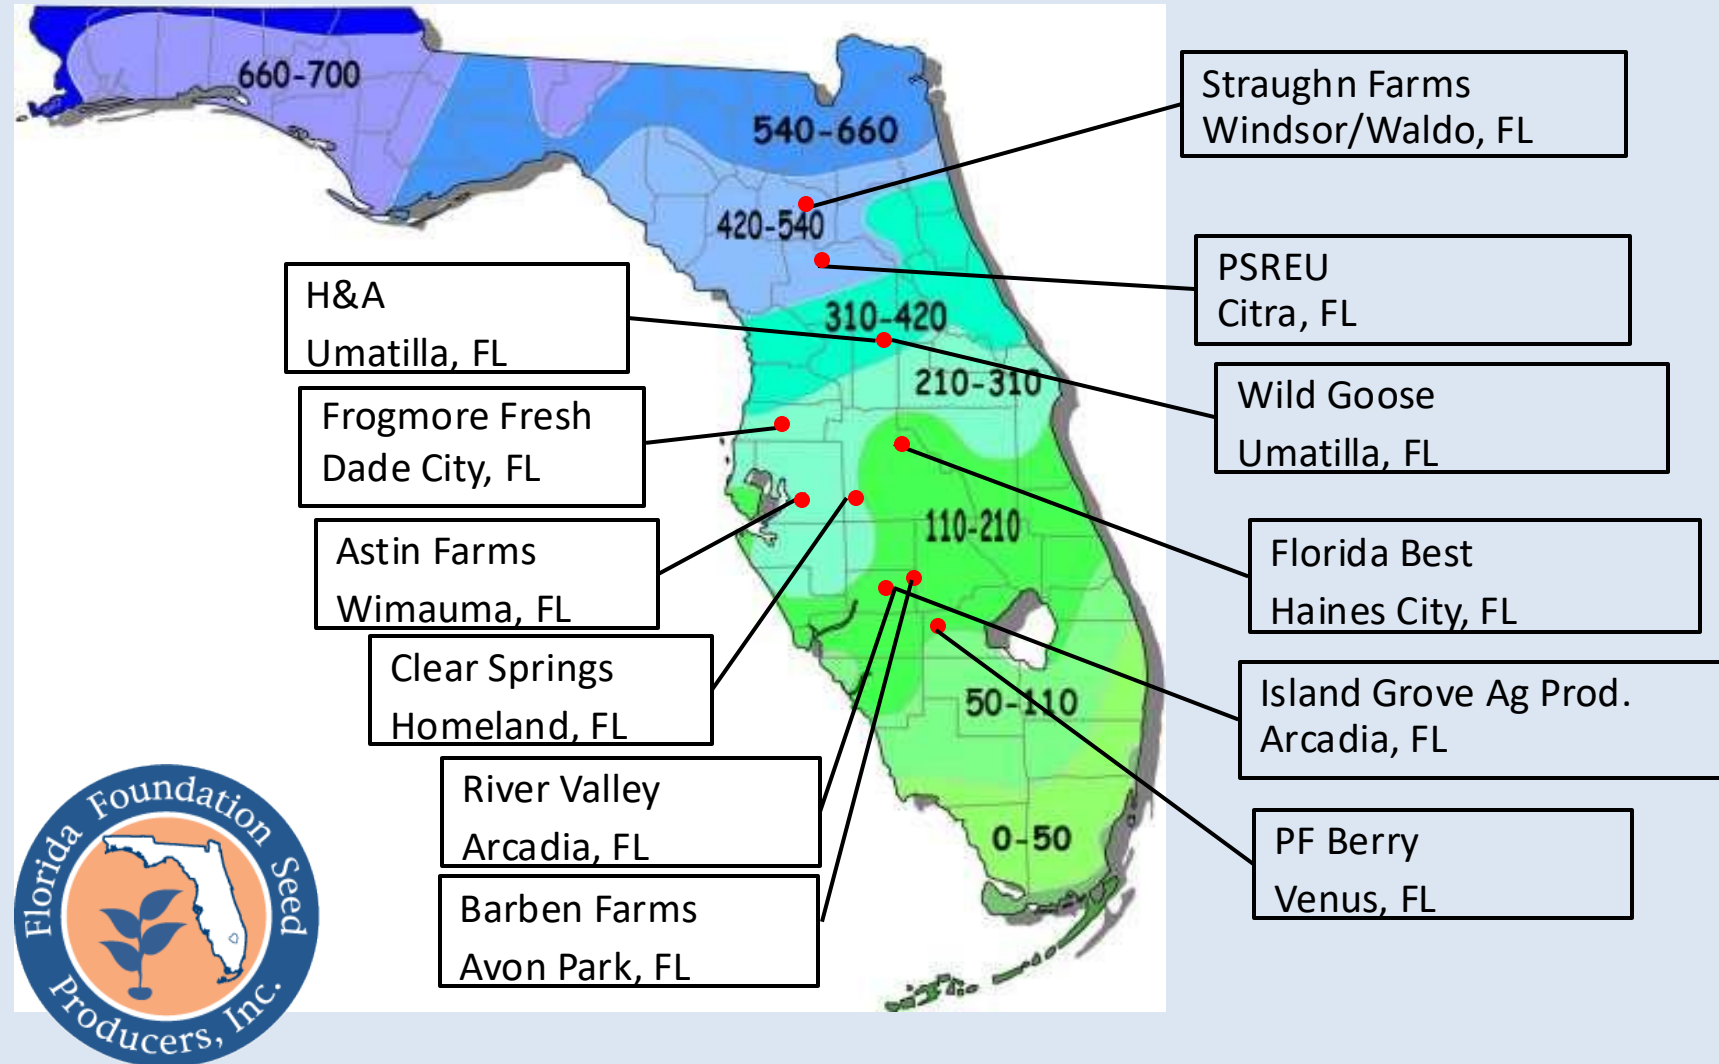 660-700
540-660
420-540
310-420
210-310
110-210
50-110
0-50
Straughn Farms
Windsor/Waldo, FL
PSREU
Citra, FL
H&A
Umatilla, FL
Wild Goose
Umatilla, FL
Frogmore Fresh
Dade City, FL
Astin Farms
Wimauma, FL
Florida Best
Haines City, FL
Clear Springs
Homeland, FL
Island Grove Ag Prod.
Arcadia, FL
River Valley
Arcadia, FL
PF Berry
Venus, FL
Barben Farms
Avon Park, FL
Florida Foundation Seed
Producers, Inc.